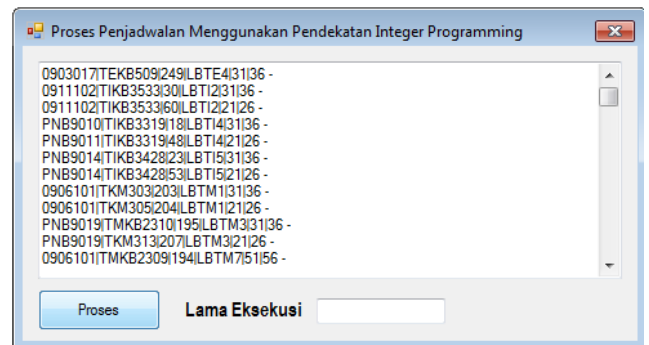 Proses Penjadwalan Menggunakan Pendekatan Integer Programming
0903017|TEKB509|249|LBTE4|31|36 -
0911102|TIKB3533|30|LBTI2|31|36 -
0911102|TIKB3533|60|LBTI2|21|26 -
PNB9010|TIKB3319|18|LBTI4|31|36 -
PNB9011|TIKB3319|48|LBTI4|21|26 -
PNB9014|TIKB3428|23|LBTI5|31|36 -
PNB9014|TIKB3428|53|LBTI5|21|26 -
0906101|TKM303|203|LBTM1|31|36 -
0906101|TKM305|204|LBTM1|21|26 -
PNB9019|TMKB2310|195|LBTM3|31|36 -
PNB9019|TKM313|207|LBTM3|21|26 -
0906101|TMKB2309|194|LBTM7|51|56 -
Proses Lama Eksekusi